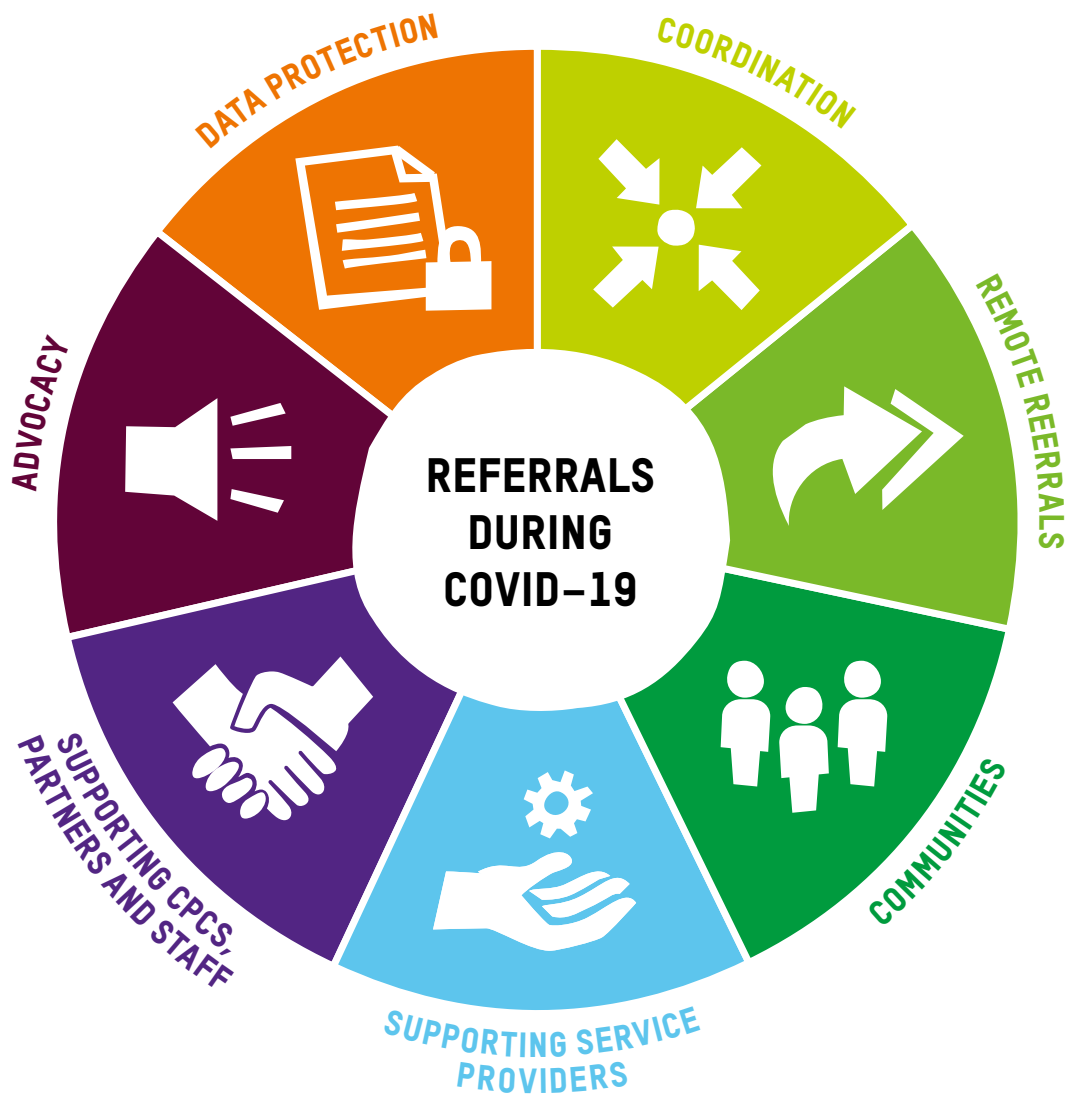 DATA PROTECTION
COORDINATION
REMOTE REERRALS
COMMUNITIES
SUPPORTING SERVICE
PROVIDERS
SUPPORTING CPCS,
PARTNERS AND STAFF
ADVOCACY
REFERRALS
DURING
COVID–19